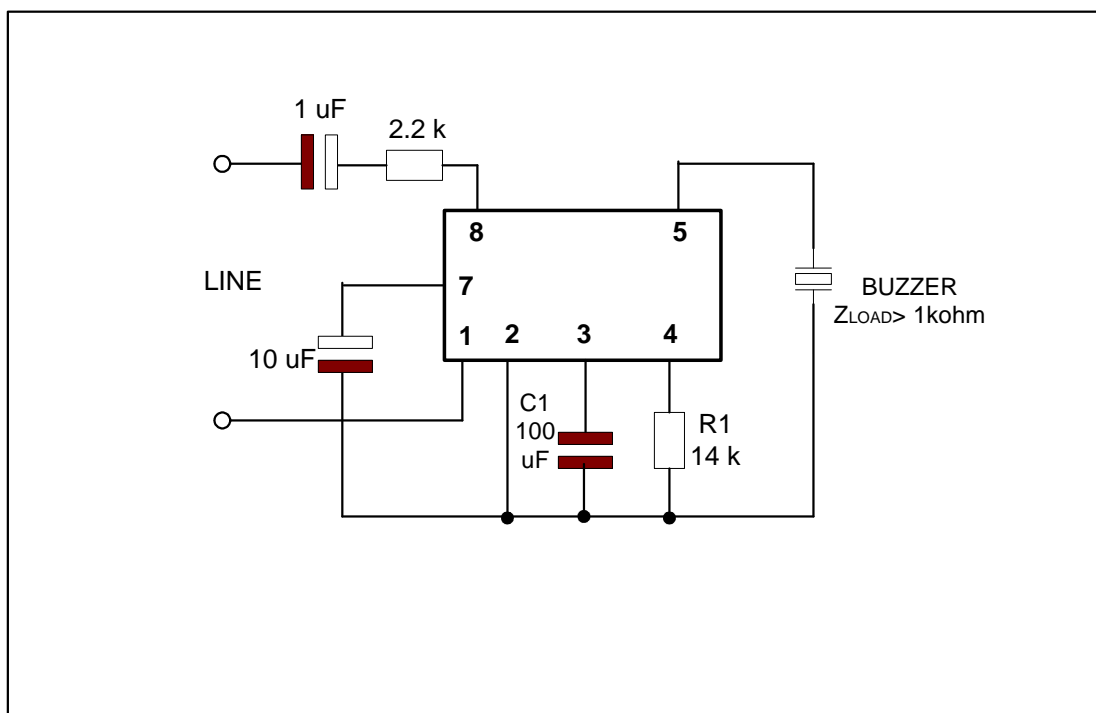 1 uF
2.2 k
8
5
LINE
7
BUZZER
ZLOAD> 1kohm
1
2
3
4
10 uF
C1
100
uF
R1
14 k